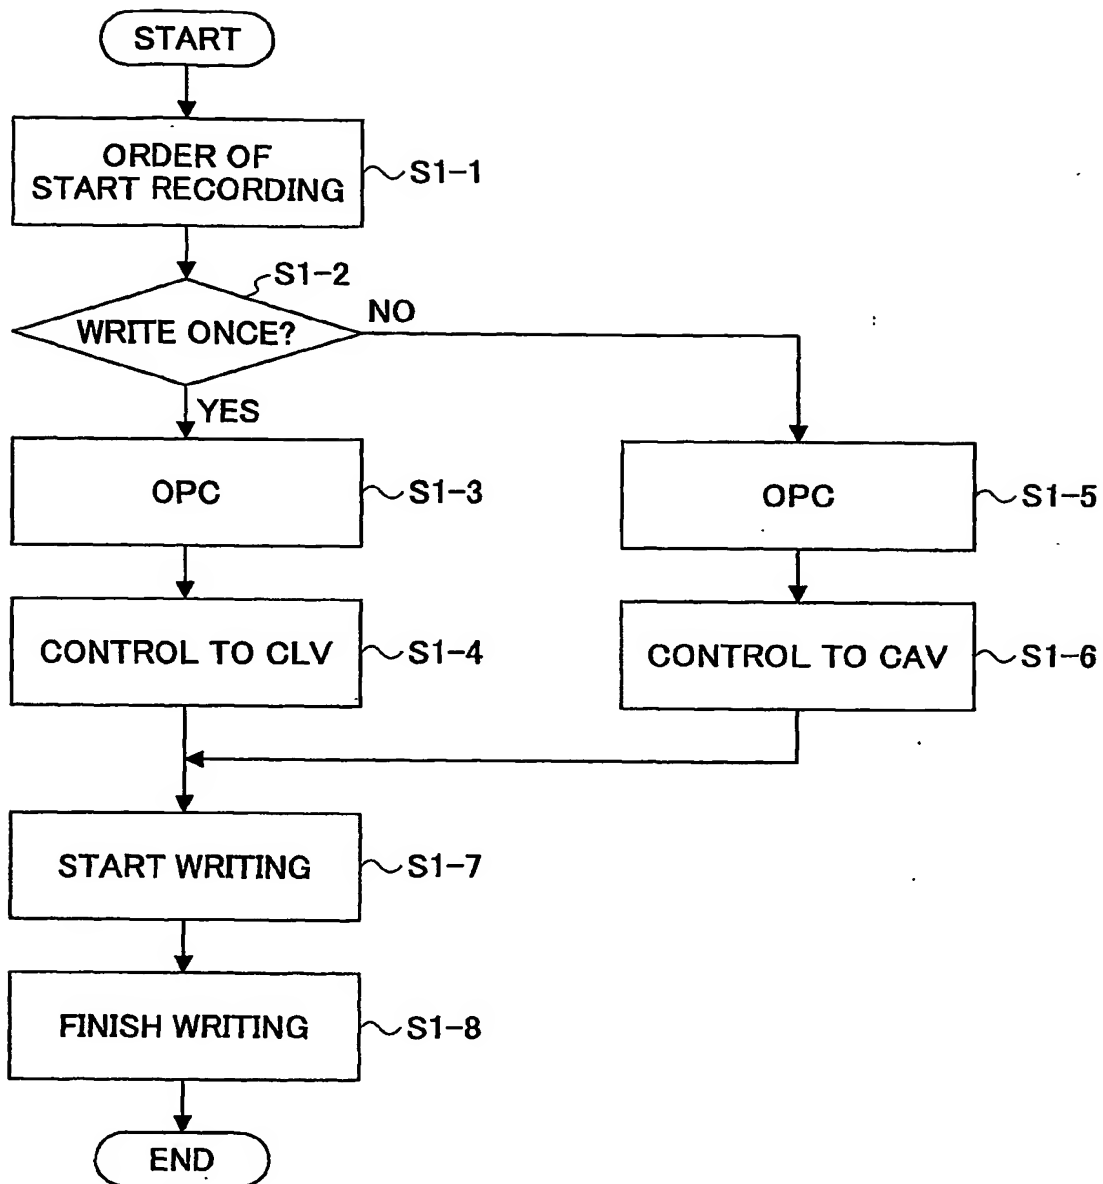 START
ORDER OF
START RECORDING
S1-1
S1-2
WRITE ONCE?
NO
YES
OPC
S1-3
OPC
S1-5
CONTROL TO CLV
S1-4
CONTROL TO CAV
S1-6
START WRITING
S1-7
FINISH WRITING
S1-8
END